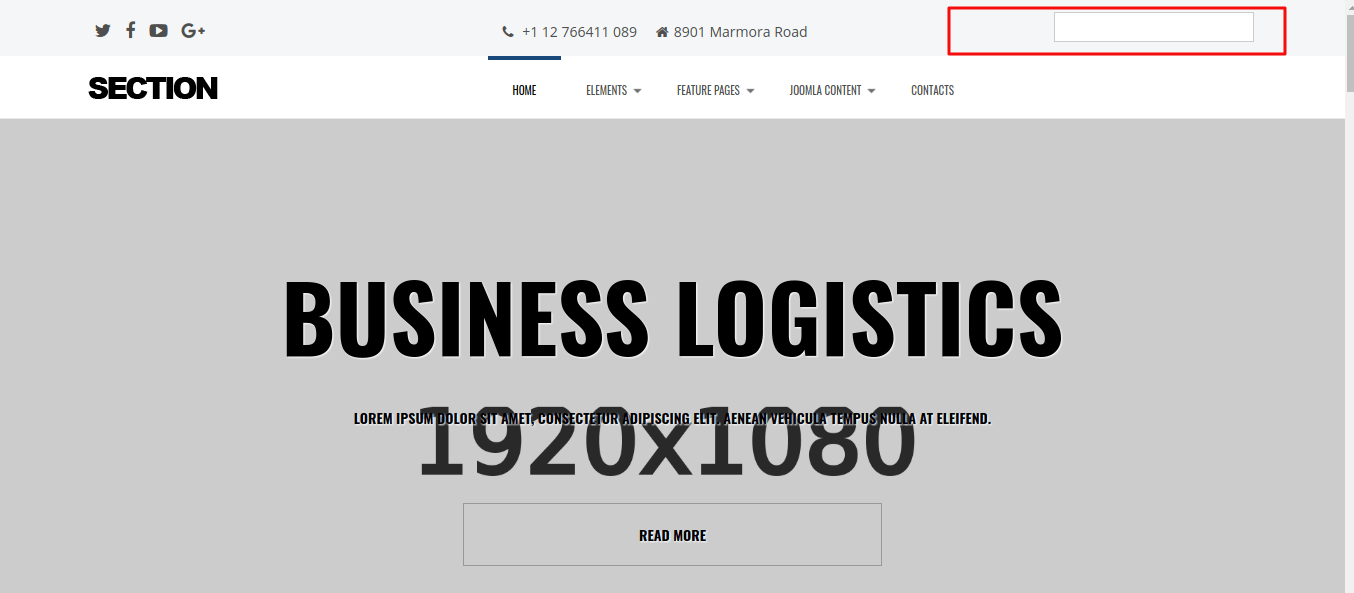 +1 12 766411 089 8901 Marmora Road
SECTION
HOME ELEMENTS FEATURE PAGES JOOMLA CONTENT CONTACTS
BUSINESS LOGISTICS
LOREM IPSUM DOLOR SIT AMET, CONSECTETUR ADIPISCING ELIT. AENEAN VEHICULA TEMPUS NULLA AT ELEIFEND.
1920x1080
READ MORE